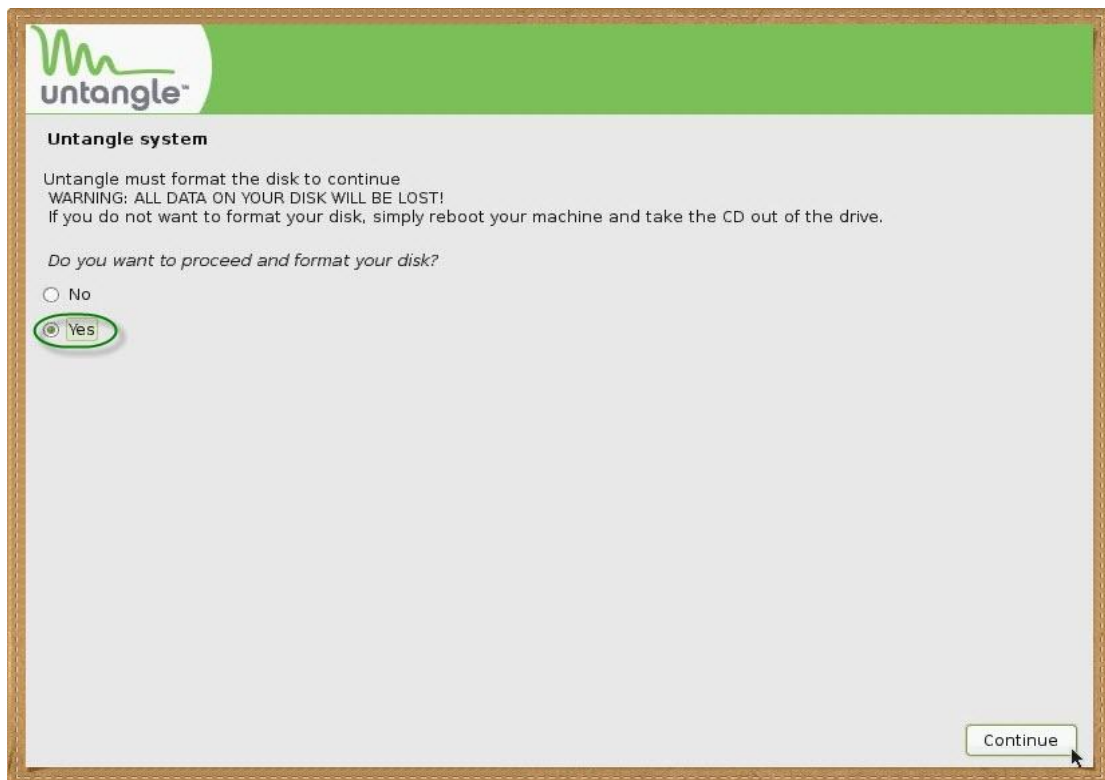 untangle™
Untangle system
Untangle must format the disk to continue
WARNING: ALL DATA ON YOUR DISK WILL BE LOST!
If you do not want to format your disk, simply reboot your machine and take the CD out of the drive.
Do you want to proceed and format your disk?
No
Yes
Continue